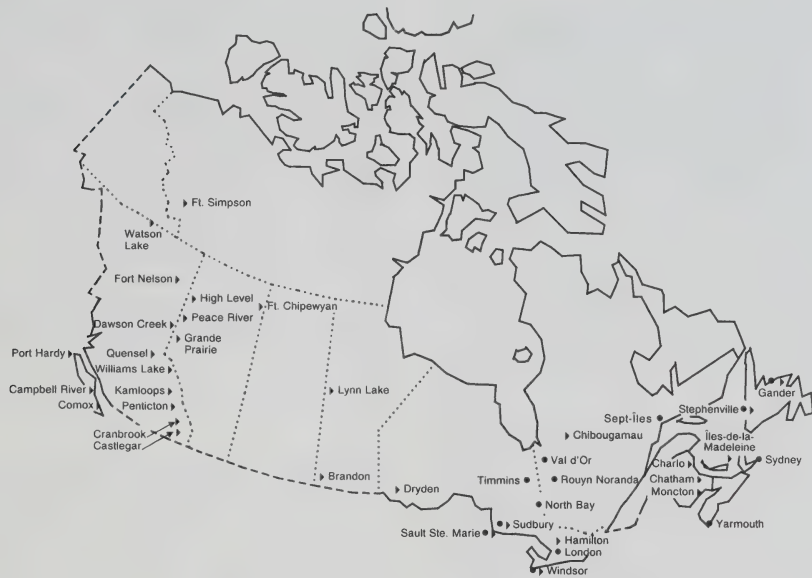 Ft. Simpson
Watson
Lake
Fort Nelson
High Level
Ft. Chipewyan
Peace River
Dawson Creek
Grande
Prairie
Port Hardy
Quensel
Williams Lake
Campbell River
Kamloops
Lynn Lake
Comox
Penticton
Cranbrook
Castlegar
Brandon
Dryden
Gander
Stephenville
Sept-Îles
Chibougamau
Îles-de-la-
Madeleine
Val d'Or
Charlo
Sydney
Timmins
Rouyn Noranda
Chatham
Moncton
North Bay
Yarmouth
Sudbury
Sault Ste. Marie
Hamilton
London
Windsor